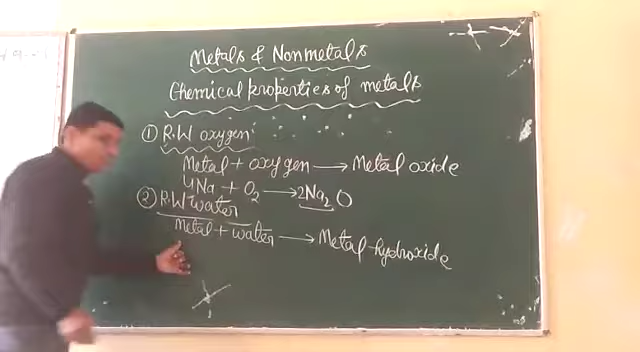 Metals & Nonmetals
Chemical properties of metals
① R.W oxygen:
Metal + oxygen → Metal oxide
4Na + O₂ → 2Na₂O
② R.W water
Metal + water → Metal hydroxide